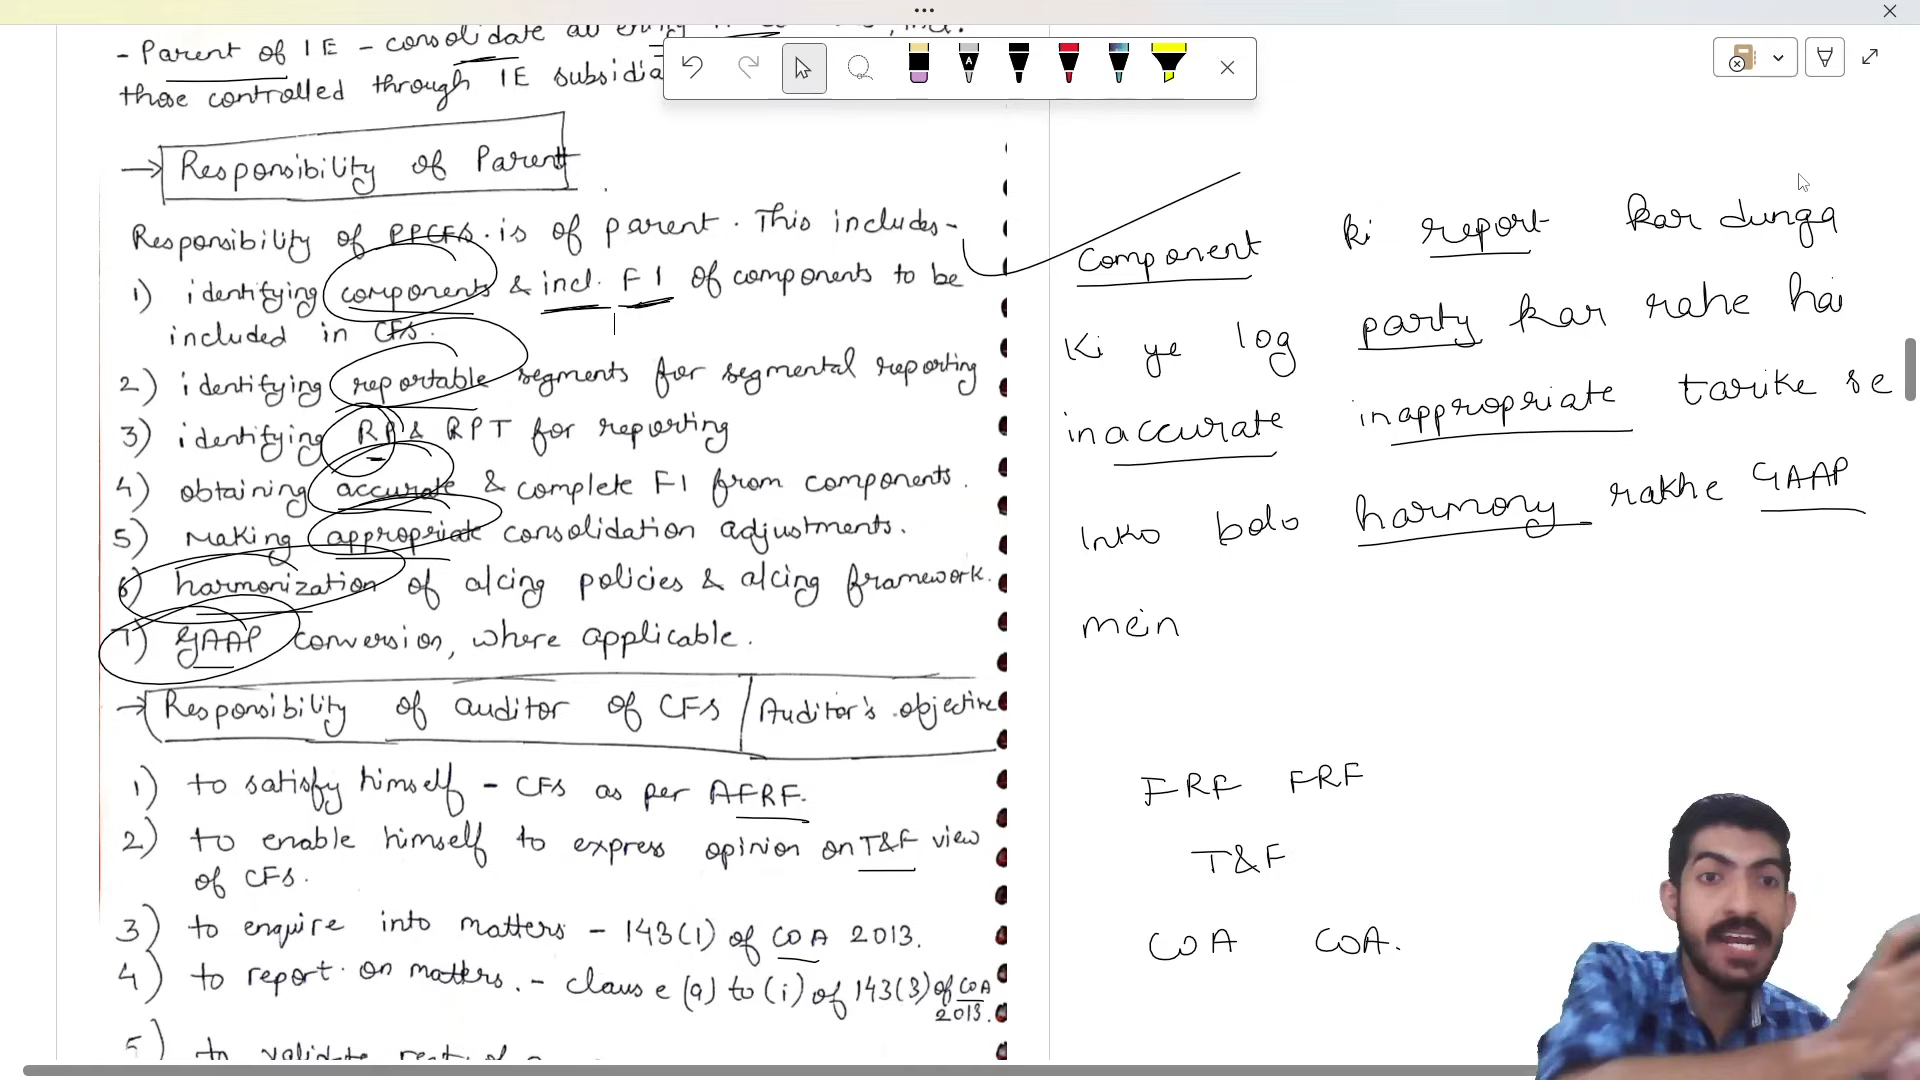 - Parent of IE - consolidate
those controlled through IE subsidia
→ Responsibility of Parent
Responsibility of PPCFS is of parent. This includes-
1) identifying components & incl. FI of components to be
included in CFS.
2) identifying reportable segments for segmental reporting
3) identifying RP & RPT for reporting
4) obtaining accurate & complete FI from components.
5) Making appropriate consolidation adjustments.
6) harmonization of a/cing policies & a/cing framework.
7) GAAP conversion, where applicable.
→ Responsibility of auditor of CFS | Auditor's objective
1) to satisfy himself - CFS as per AFRF.
2) to enable himself to express opinion on T&F view
of CFS.
3) to enquire into matters - 143(1) of COA 2013.
4) to report on matters. - clause (a) to (i) of 143(3) of COA
2013.
5) to validate
Component ki report kar dunga
Ki ye log party kar rahe hai
inaccurate inappropriate tarike se
Inko bolo harmony rakhe GAAP
mein
FRF FRF
T&F
COA COA.